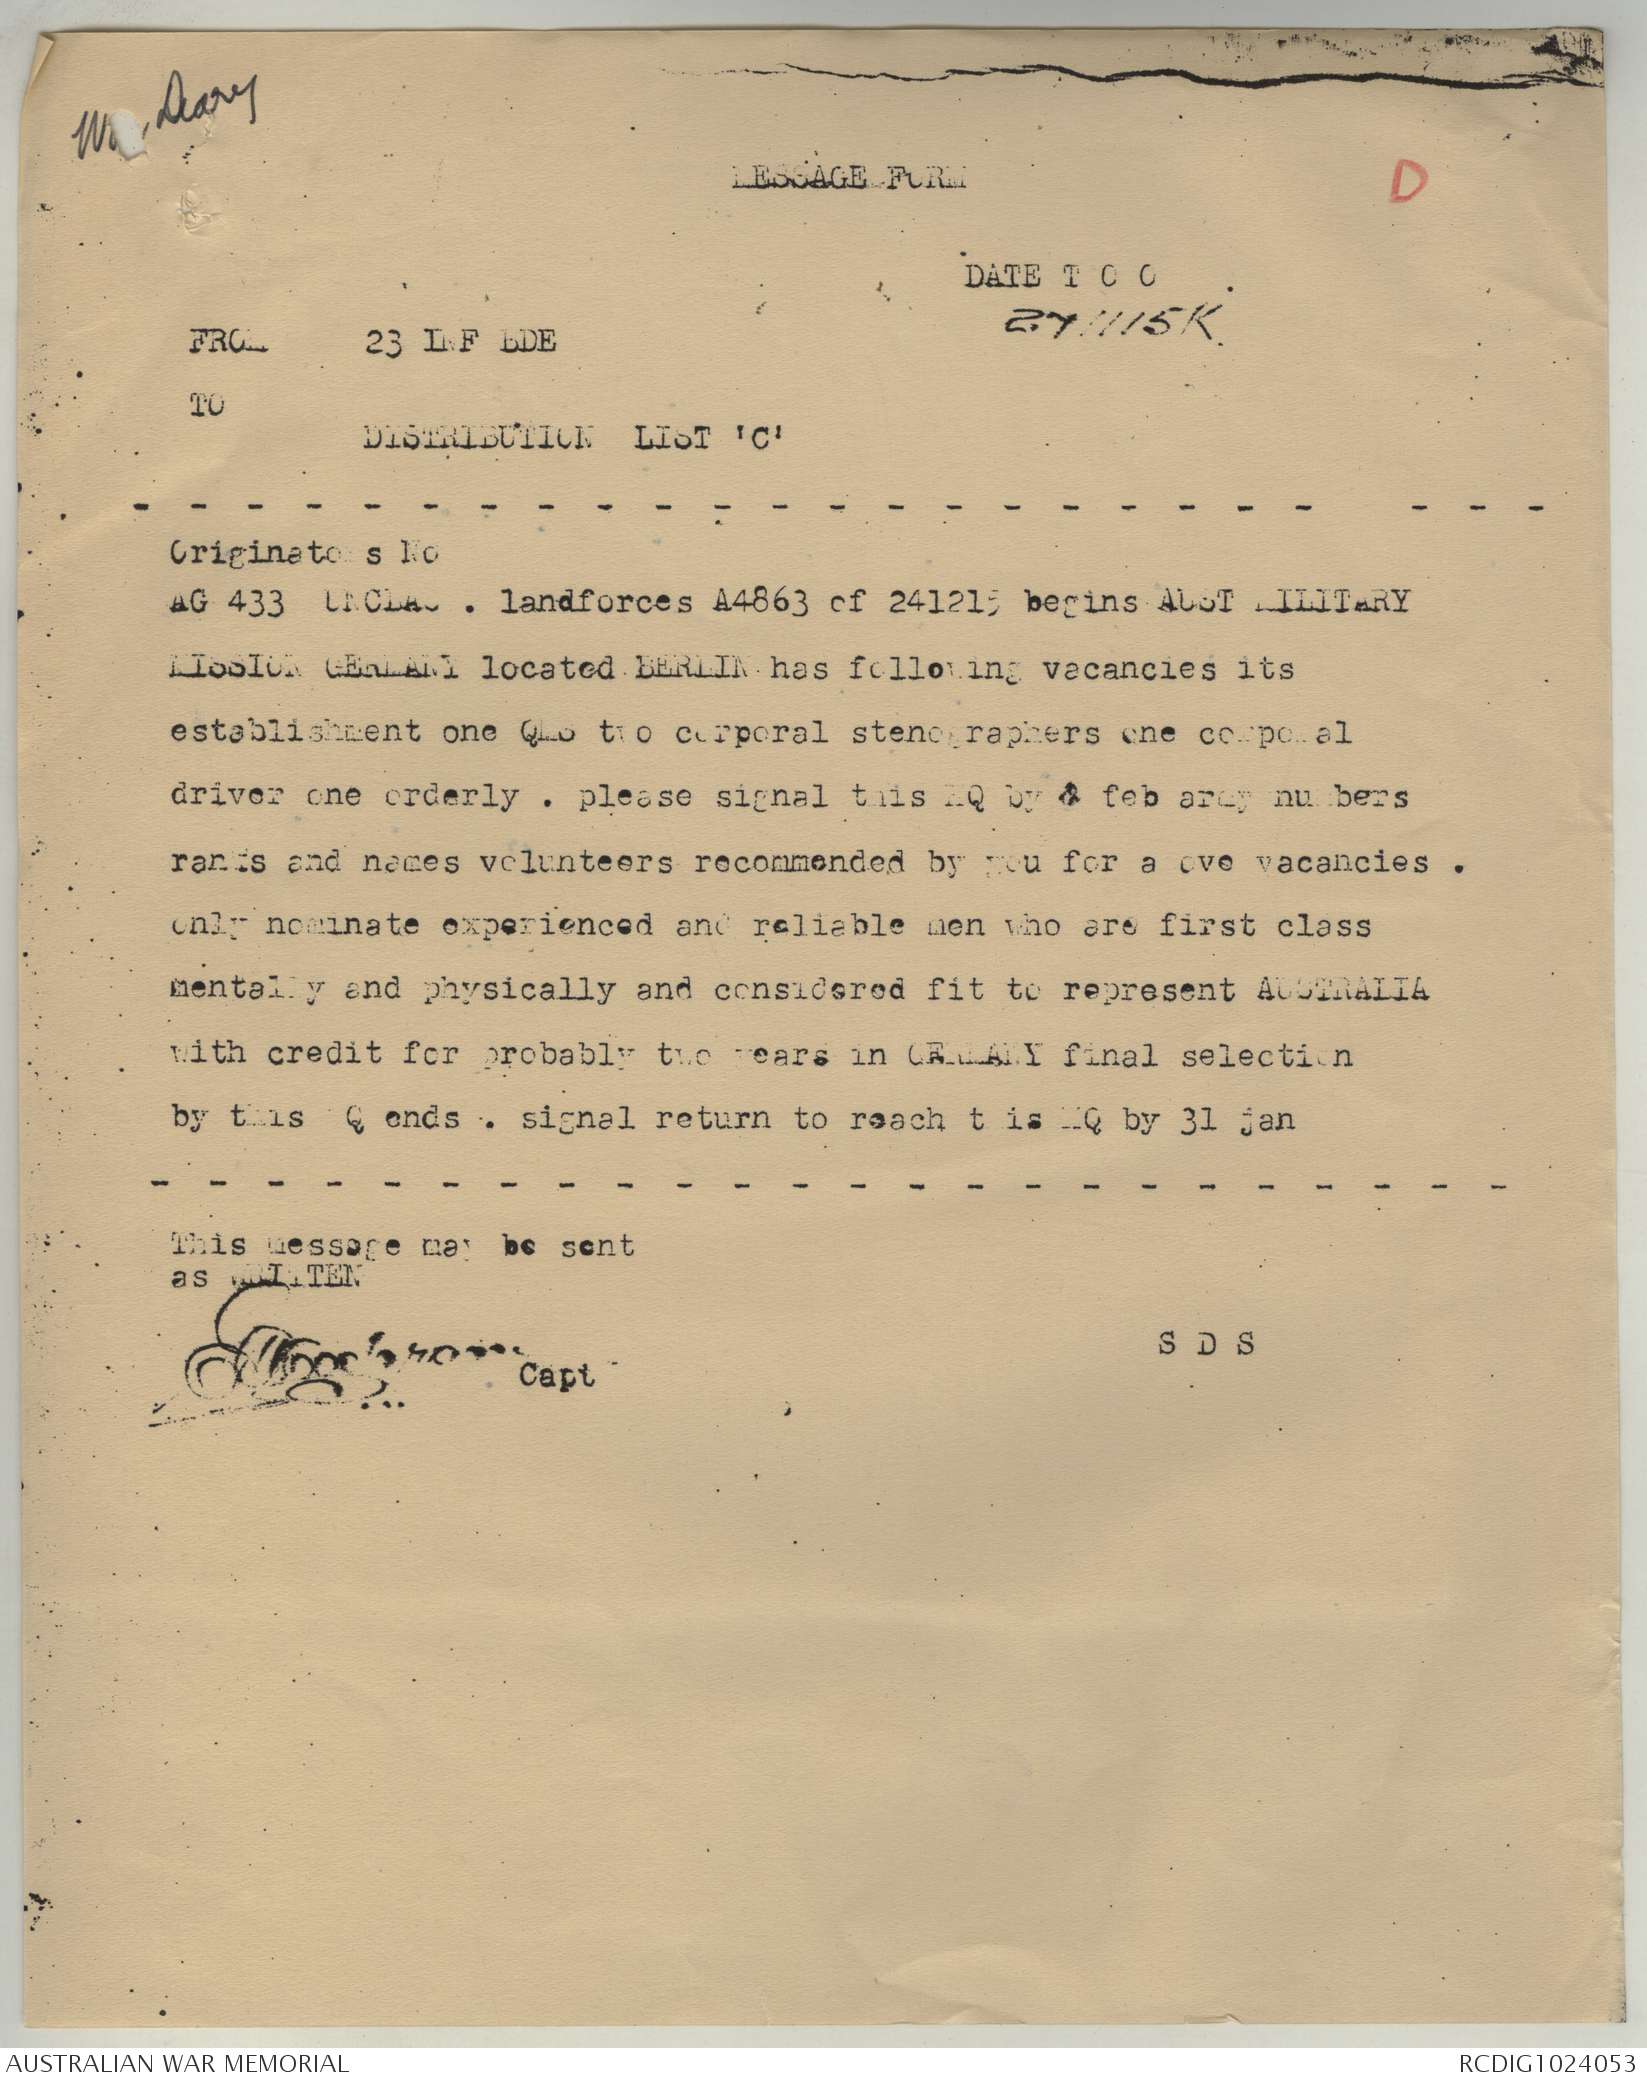 War Diary
MESSAGE FORM
D
DATE T O O
271115K
FROM 23 INF BDE
TO
DISTRIBUTION LIST 'C'
Originators No
AG 433 UNCLAS . landforces A4863 of 241215 begins AUST MILITARY
MISSION GERMANY located BERLIN has following vacancies its
establishment one QMS two corporal stenographers one corporal
driver one orderly . please signal this HQ by feb army numbers
ranks and names volunteers recommended by you for above vacancies .
only nominate experienced and reliable men who are first class
mentally and physically and considered fit to represent AUSTRALIA
with credit for probably two years in GERMANY final selection
by this HQ ends . signal return to reach this HQ by 31 jan
This message may be sent
as WRITTEN
Capt
S D S
AUSTRALIAN WAR MEMORIAL
RCDIG1024053